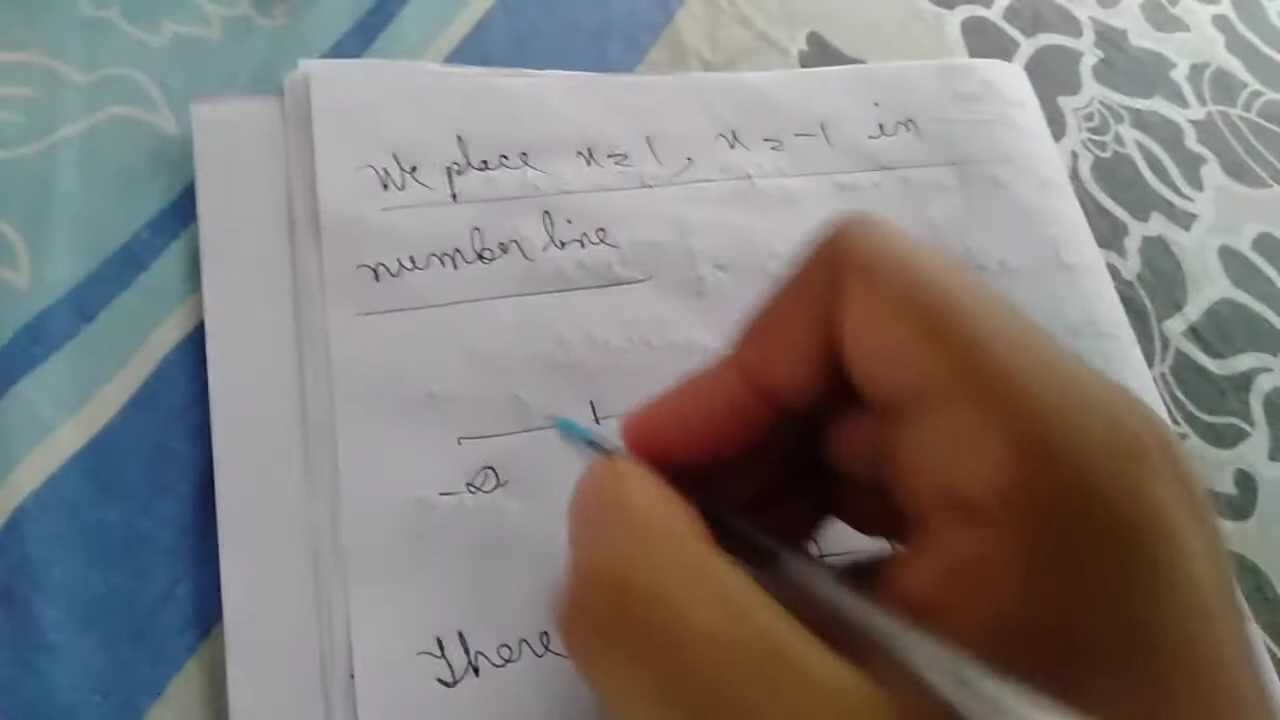 We place x = 1, x = -1 in
number line
-∞
There